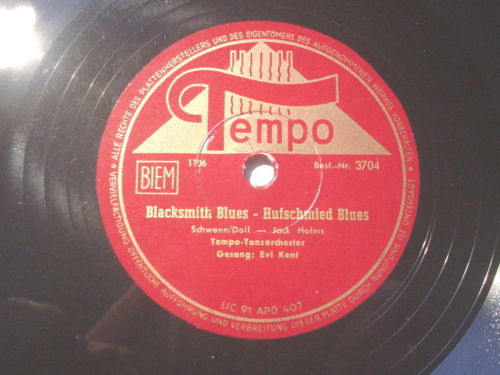 ALLE RECHTE DES PLATTENHERSTELLERS UND DES EIGENTÜMERS DES AUFGENOMMENEN WERKES VORBEHALTEN
Tempo
BIEM
1106
Best.-Nr. 3704
Blacksmith Blues - Hufschmied Blues
Schwenn/Doll — Jack Holms
Tempo-Tanzorchester
Gesang: Evi Kent
LIC. 91 APO 407
VERVIELFÄLTIGUNG ÖFFENTLICHE AUFFÜHRUNG UND VERBREITUNG DIESER PLATTE DURCH RUNDFUNK IST UNTERSAGT